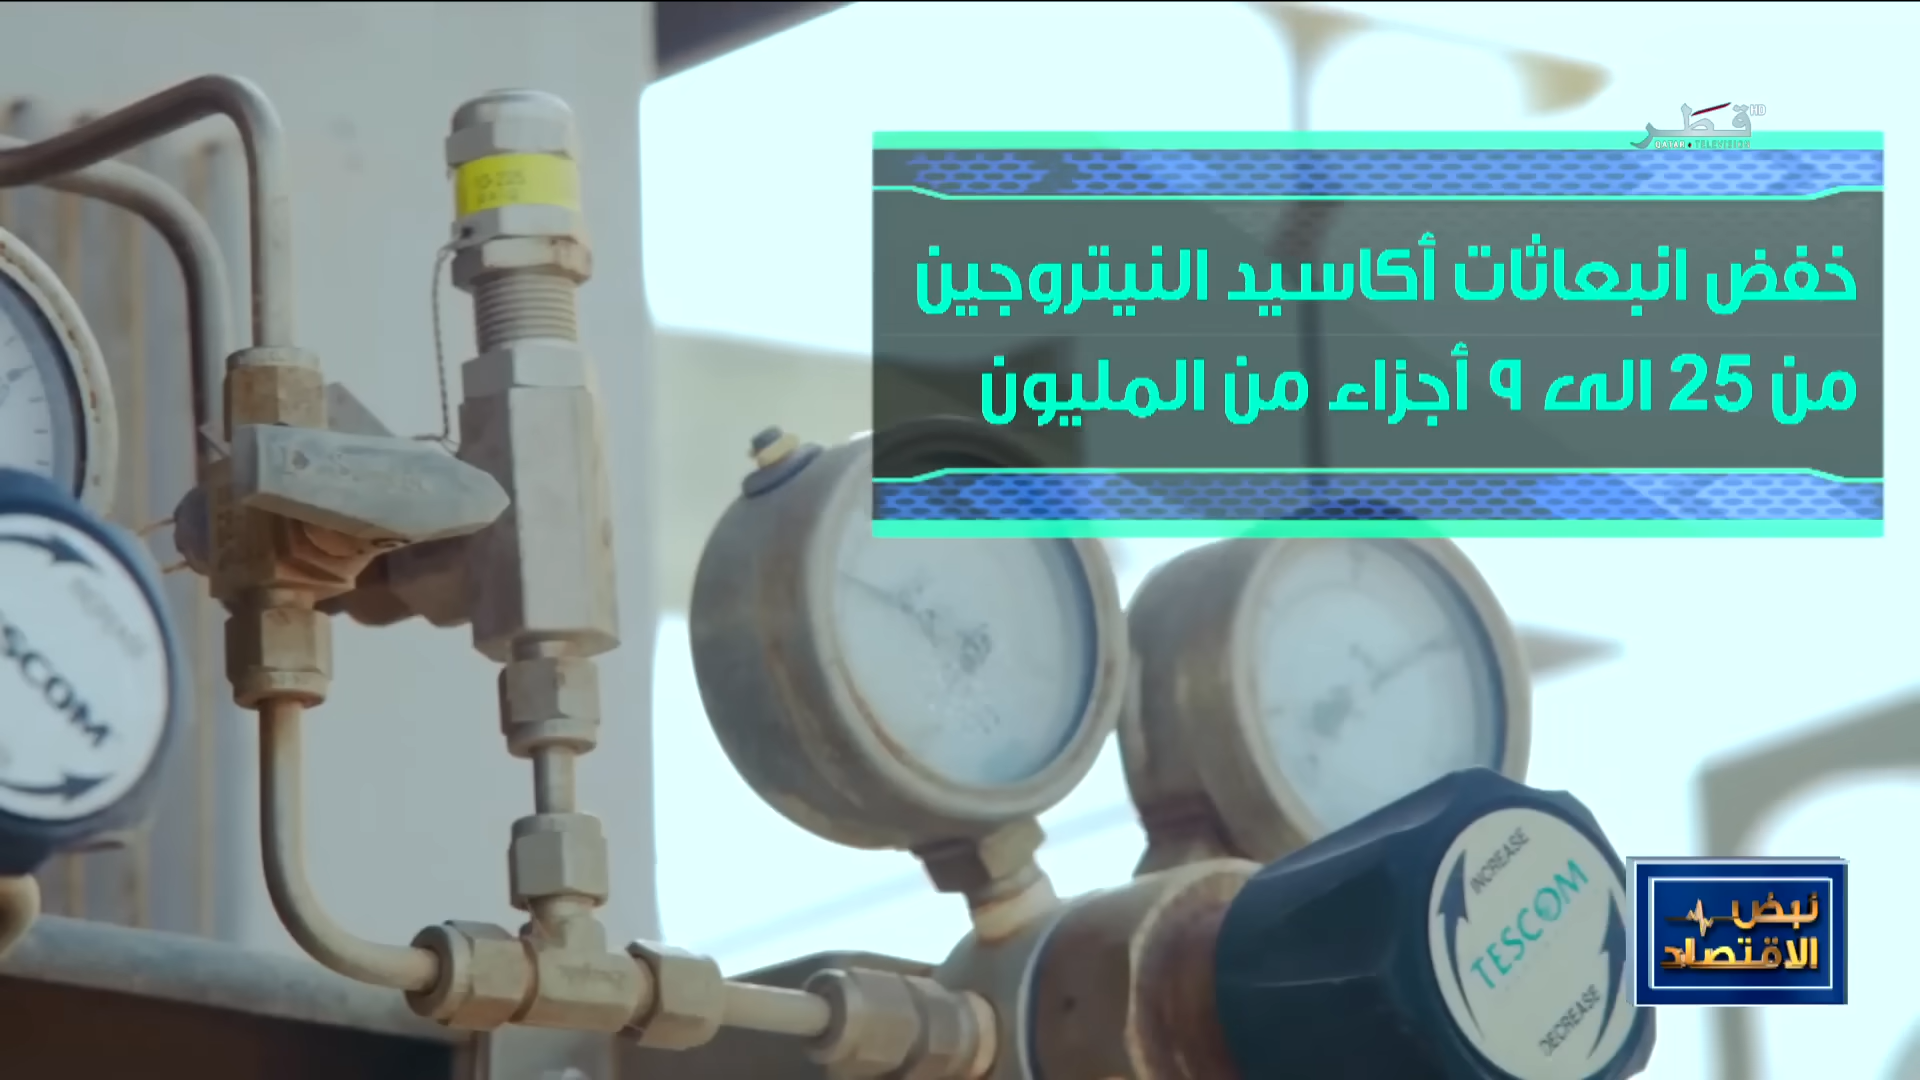 قطر HD
QATAR TELEVISION
خفض انبعاثات أكاسيد النيتروجين
من 25 الى ٩ أجزاء من المليون
SCOM
INCREASE
TESCOM
DECREASE
نبض
الاقتصاد